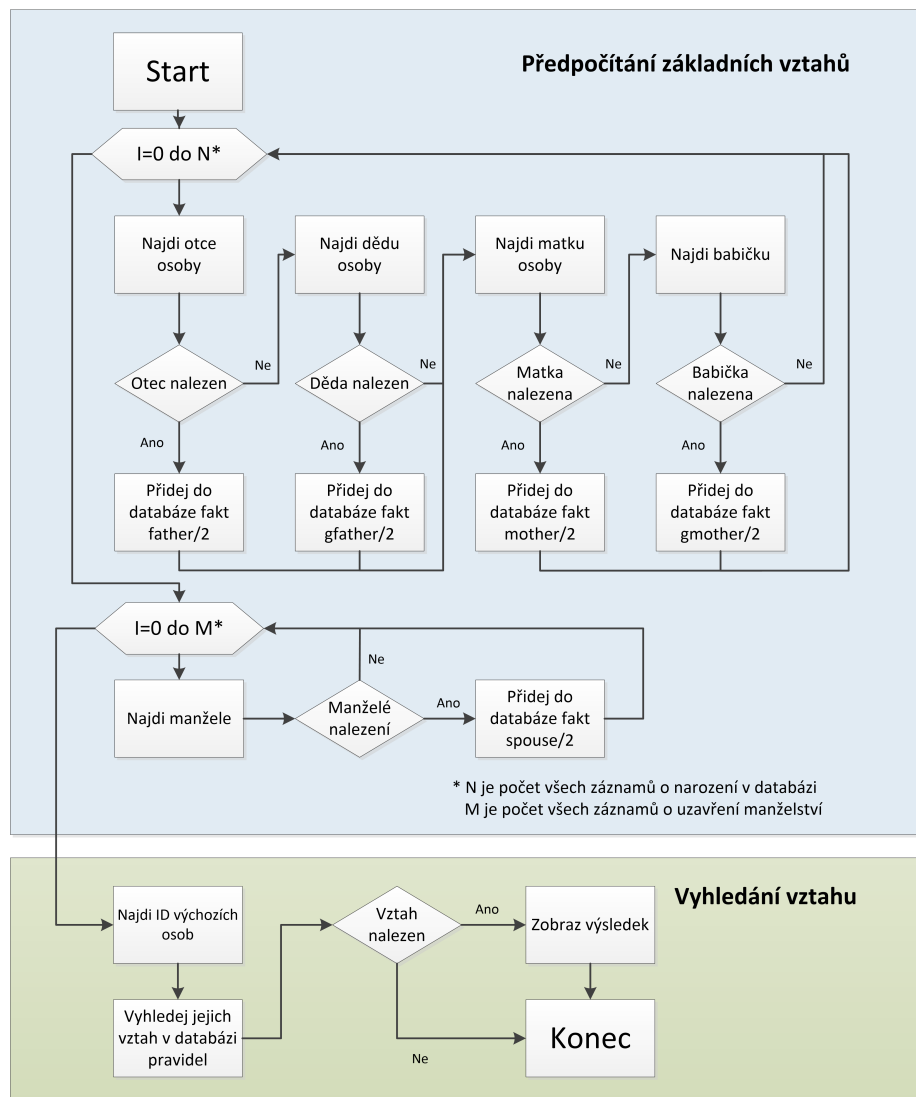 Předpočítání základních vztahů
Start
I=0 do N*
Najdi otce
osoby
Najdi dědu
osoby
Najdi matku
osoby
Najdi babičku
Otec nalezen
Ne
Děda nalezen
Ne
Matka
nalezena
Ne
Babička
nalezena
Ne
Ano
Ano
Ano
Ano
Přidej do
databáze fakt
father/2
Přidej do
databáze fakt
gfather/2
Přidej do
databáze fakt
mother/2
Přidej do
databáze fakt
gmother/2
I=0 do M*
Ne
Najdi manžele
Manželé
nalezení
Ano
Přidej do
databáze fakt
spouse/2
* N je počet všech záznamů o narození v databázi
M je počet všech záznamů o uzavření manželství
Vyhledání vztahu
Najdi ID výchozích
osob
Vztah
nalezen
Ano
Zobraz výsledek
Vyhledej jejich
vztah v databázi
pravidel
Ne
Konec